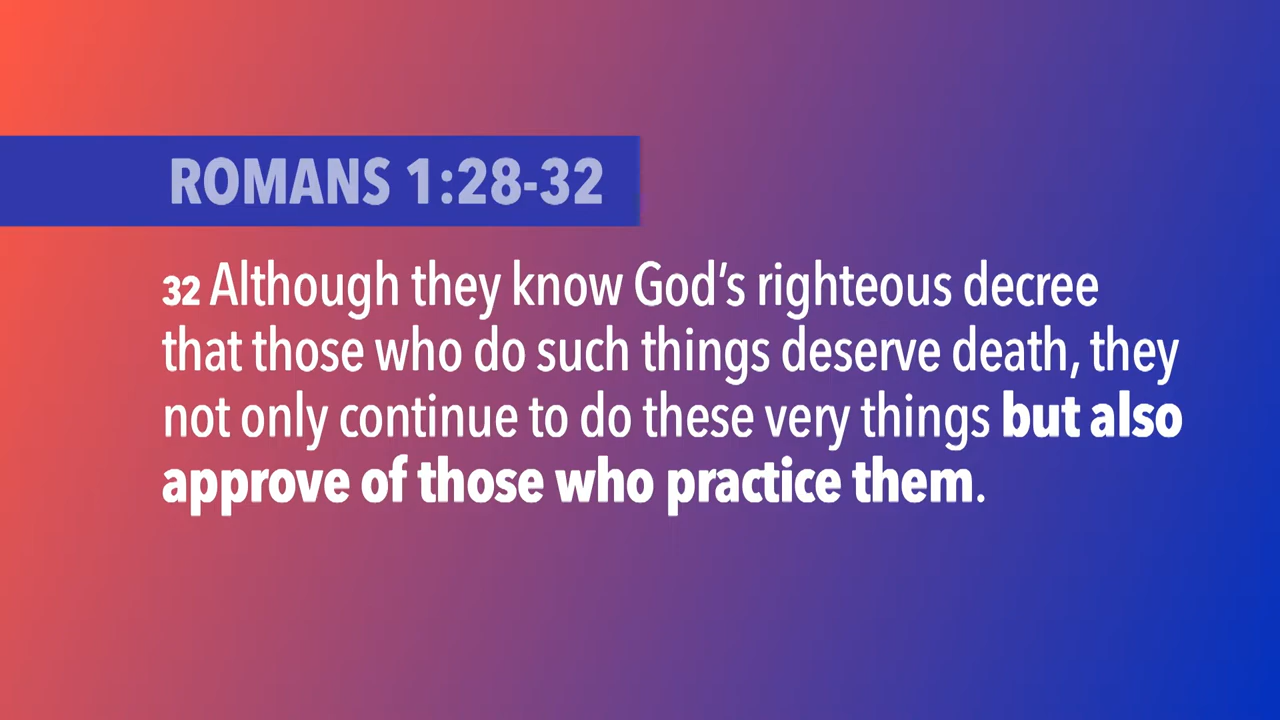 ROMANS 1:28-32
32 Although they know God’s righteous decree
that those who do such things deserve death, they
not only continue to do these very things but also
approve of those who practice them.